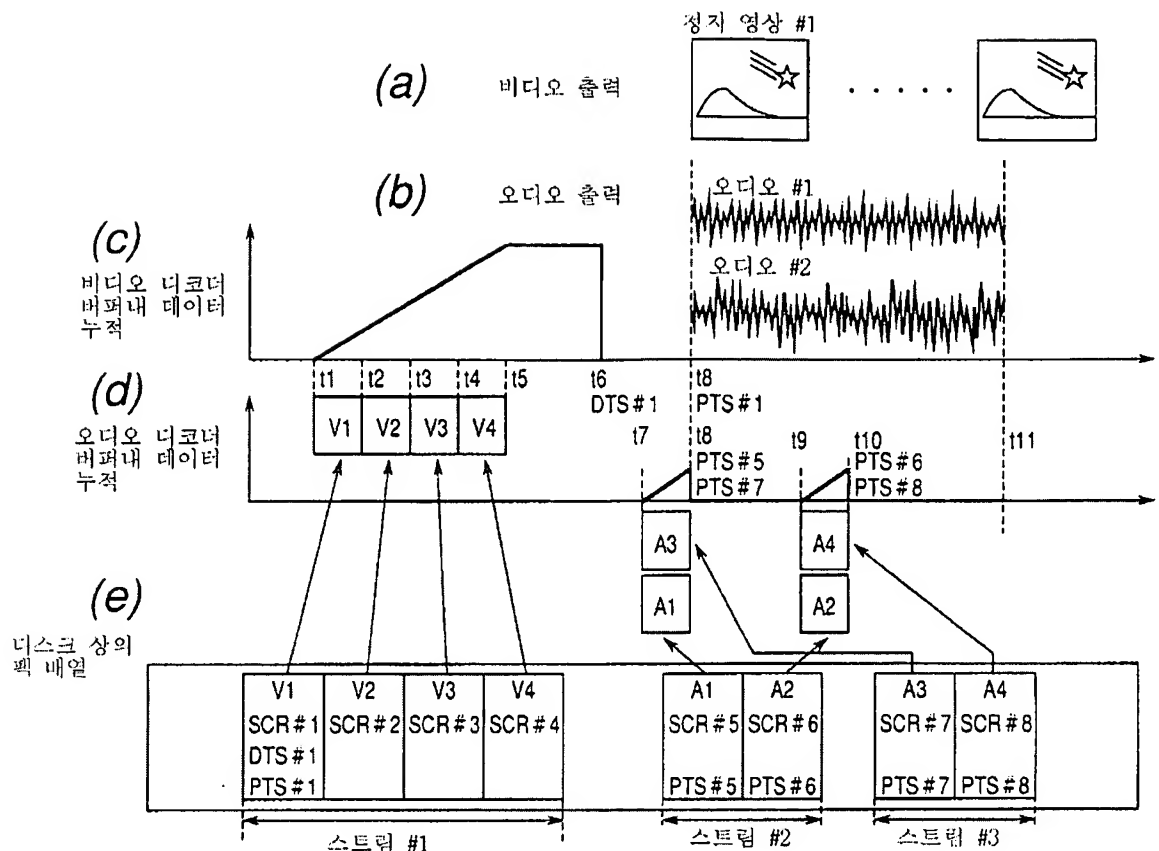 정지 영상 #1
(a)
비디오 출력
. . . . .
(b)
오디오 출력
오디오 #1
오디오 #2
(c)
비디오 디코더
버퍼내 데이터
누적
t1 t2 t3 t4 t5 t6 t8
DTS#1 PTS#1
(d)
오디오 디코더
버퍼내 데이터
누적
V1 V2 V3 V4
t7 t8 t9 t10 t11
PTS#5 PTS#6
PTS#7 PTS#8
A3 A4
A1 A2
(e)
디스크 상의
팩 배열
V1 V2 V3 V4 A1 A2 A3 A4
SCR#1 SCR#2 SCR#3 SCR#4 SCR#5 SCR#6 SCR#7 SCR#8
DTS#1
PTS#1 PTS#5 PTS#6 PTS#7 PTS#8
스트림 #1 스트림 #2 스트림 #3